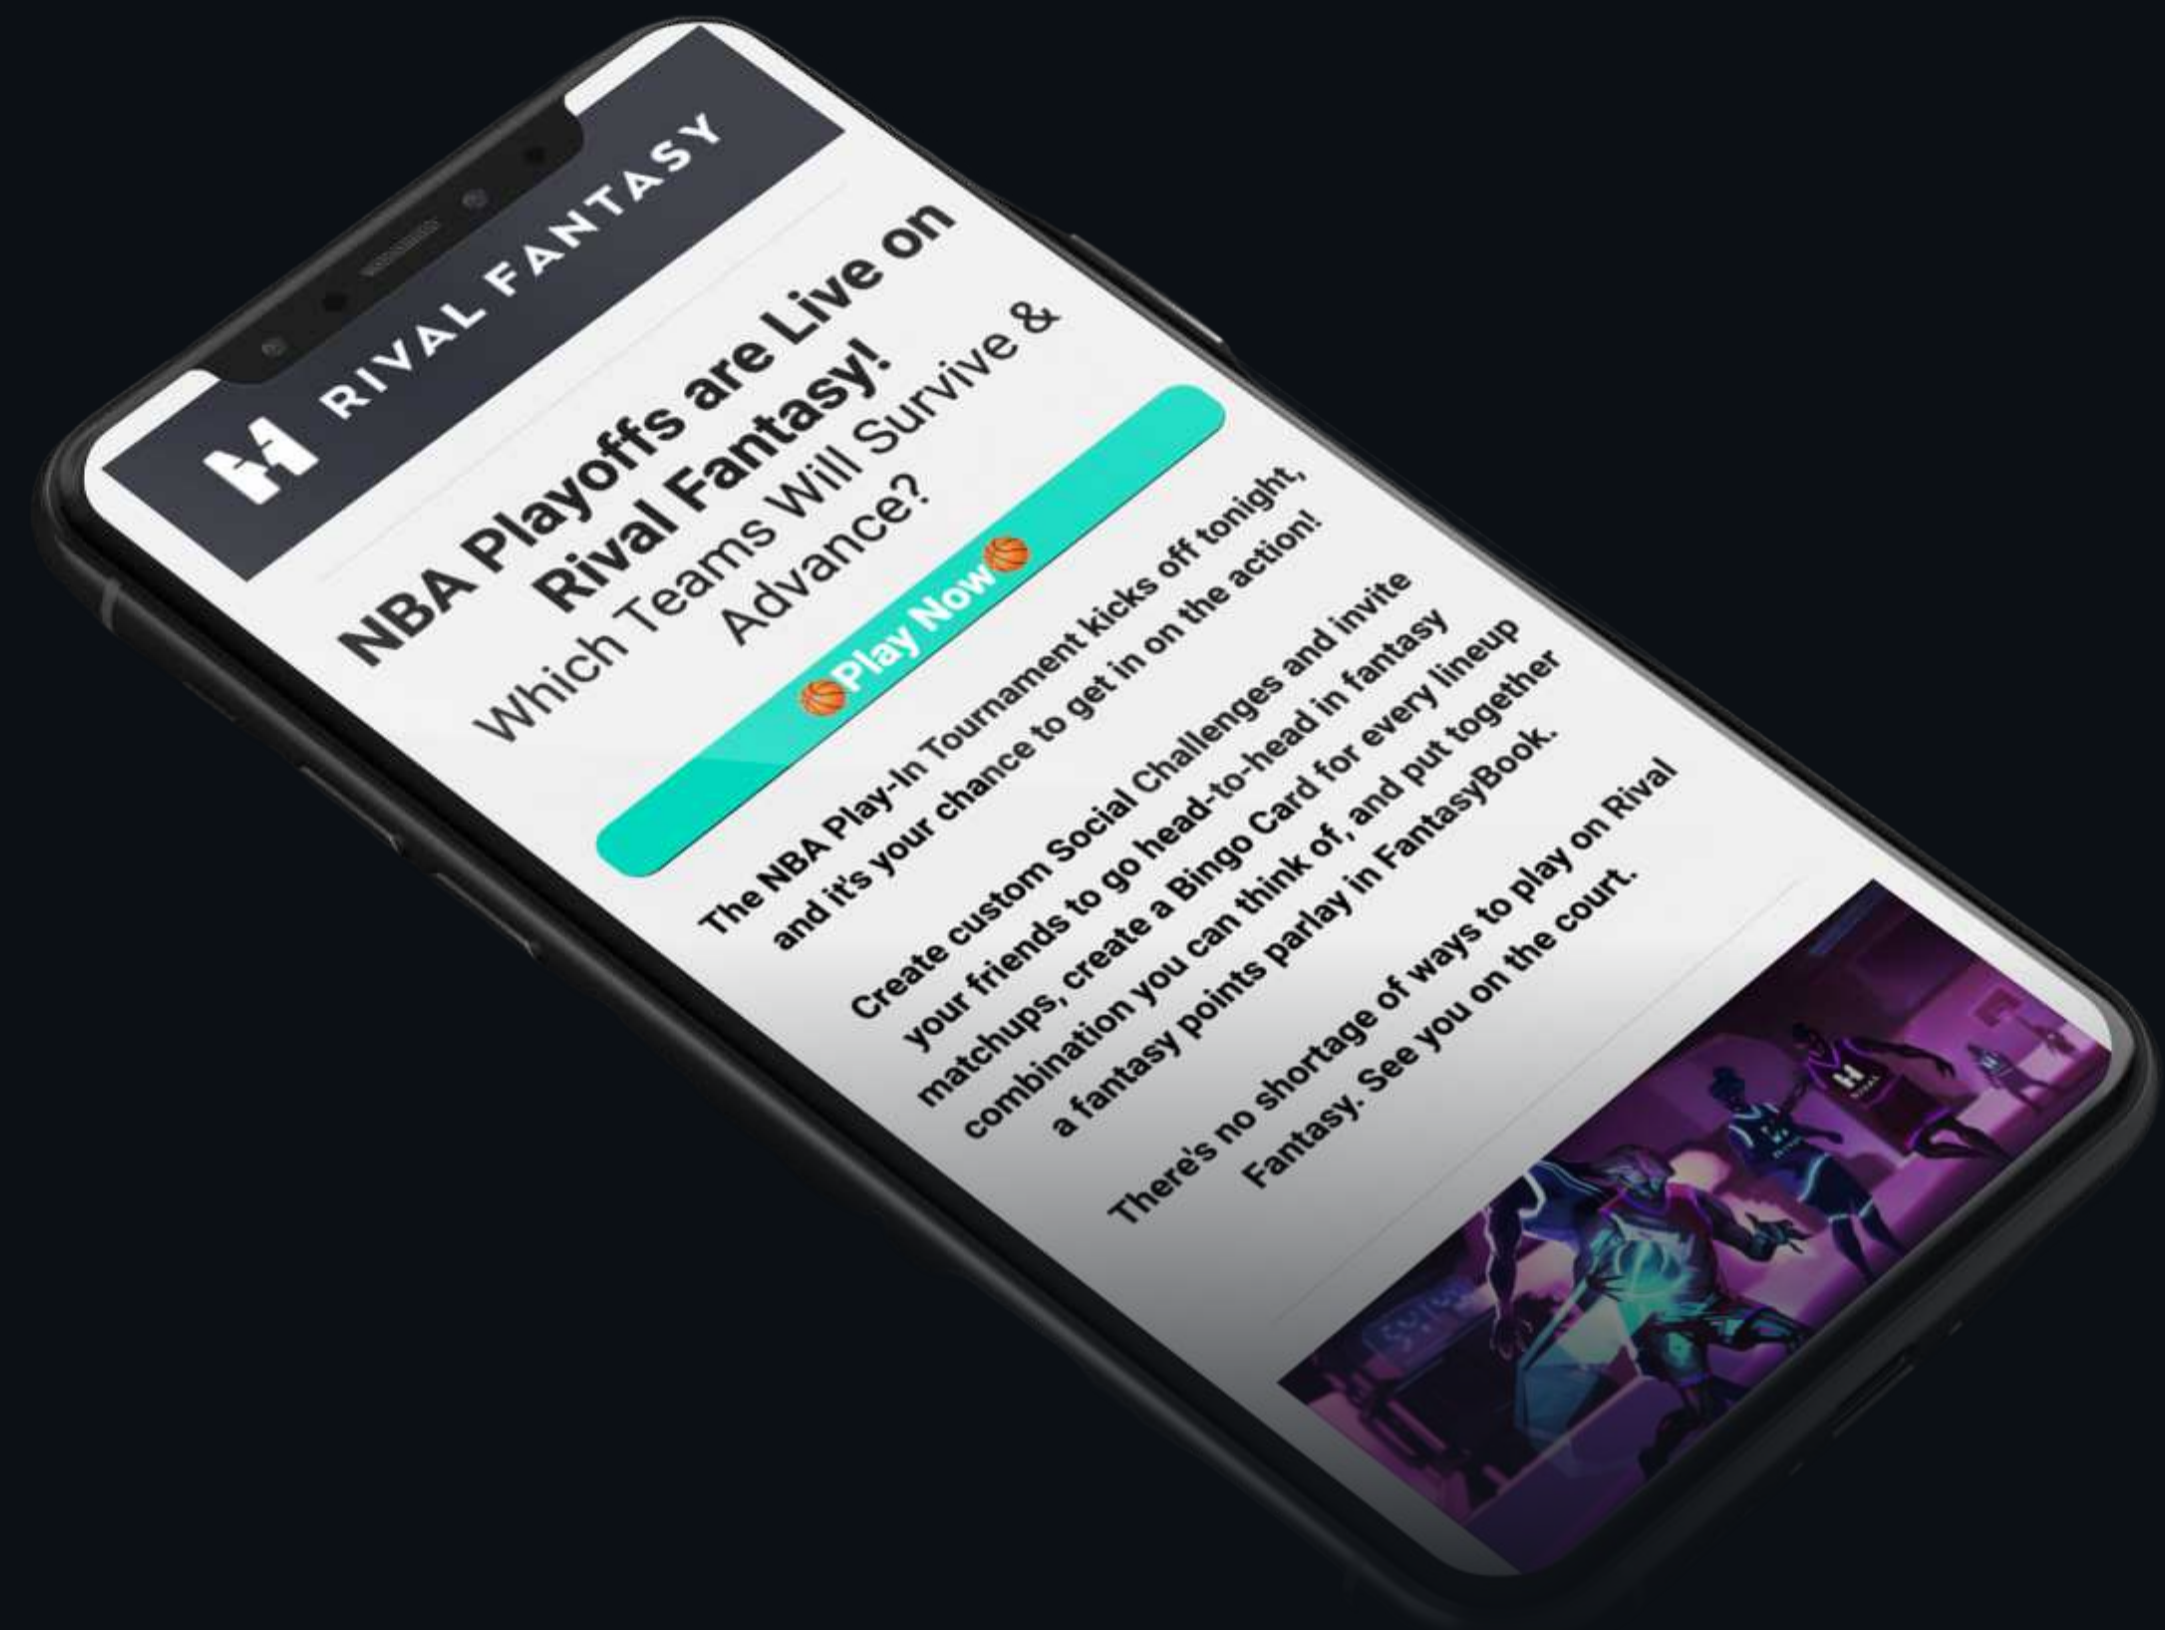 RIVAL FANTASY
NBA Playoffs are Live on
Rival Fantasy!
Which Teams Will Survive &
Advance?
🏀Play Now🏀
The NBA Play-In Tournament kicks off tonight,
and it's your chance to get in on the action!
Create custom Social Challenges and invite
your friends to go head-to-head in fantasy
matchups, create a Bingo Card for every lineup
combination you can think of, and put together
a fantasy points parlay in FantasyBook.
There's no shortage of ways to play on Rival
Fantasy. See you on the court.